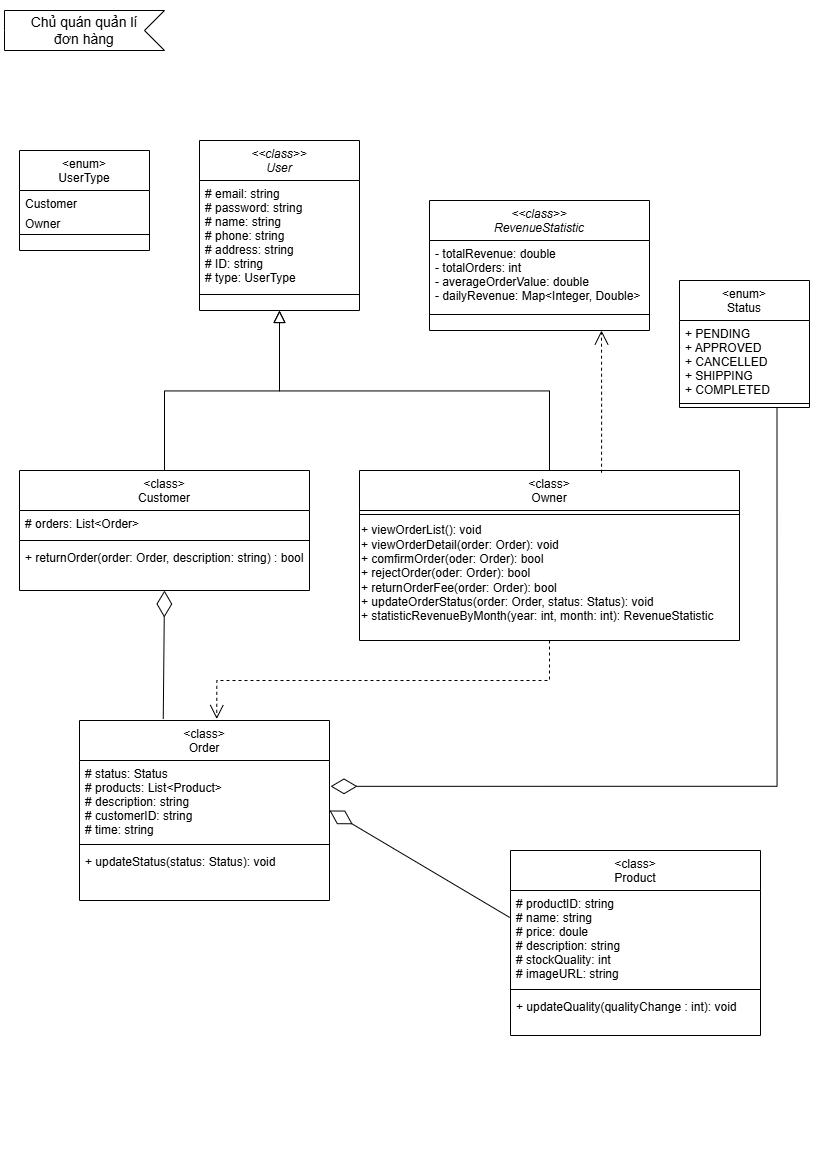 Chủ quán quản lí
đơn hàng
<enum>
UserType
Customer
Owner
<<class>>
User
# email: string
# password: string
# name: string
# phone: string
# address: string
# ID: string
# type: UserType
<<class>>
RevenueStatistic
- totalRevenue: double
- totalOrders: int
- averageOrderValue: double
- dailyRevenue: Map<Integer, Double>
<enum>
Status
+ PENDING
+ APPROVED
+ CANCELLED
+ SHIPPING
+ COMPLETED
<class>
Customer
# orders: List<Order>
+ returnOrder(order: Order, description: string) : bool
<class>
Owner
+ viewOrderList(): void
+ viewOrderDetail(order: Order): void
+ comfirmOrder(oder: Order): bool
+ rejectOrder(oder: Order): bool
+ returnOrderFee(order: Order): bool
+ updateOrderStatus(order: Order, status: Status): void
+ statisticRevenueByMonth(year: int, month: int): RevenueStatistic
<class>
Order
# status: Status
# products: List<Product>
# description: string
# customerID: string
# time: string
+ updateStatus(status: Status): void
<class>
Product
# productID: string
# name: string
# price: doule
# description: string
# stockQuality: int
# imageURL: string
+ updateQuality(qualityChange : int): void